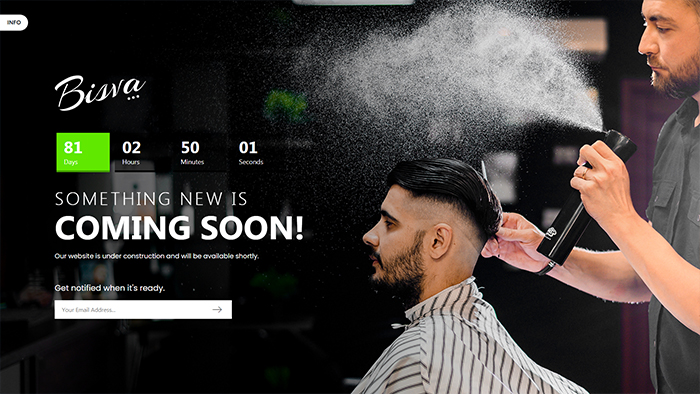 INFO
Bisva
81
Days
02
Hours
50
Minutes
01
Seconds
SOMETHING NEW IS
COMING SOON!
Our website is under construction and will be available shortly.
Get notified when it's ready.
Your Email Address...